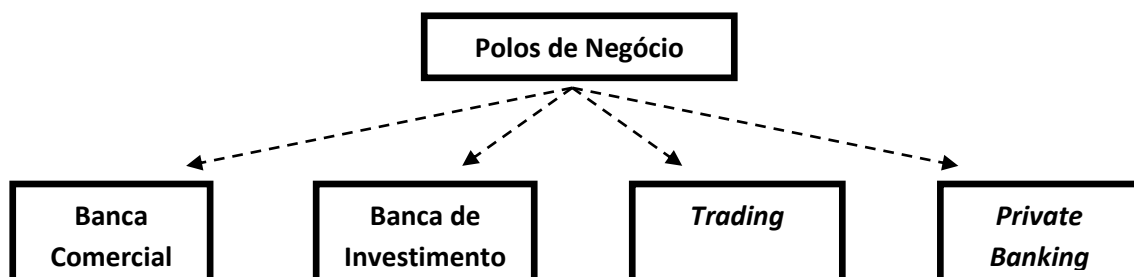 Polos de Negócio
Banca
Comercial
Banca de
Investimento
Trading
Private
Banking